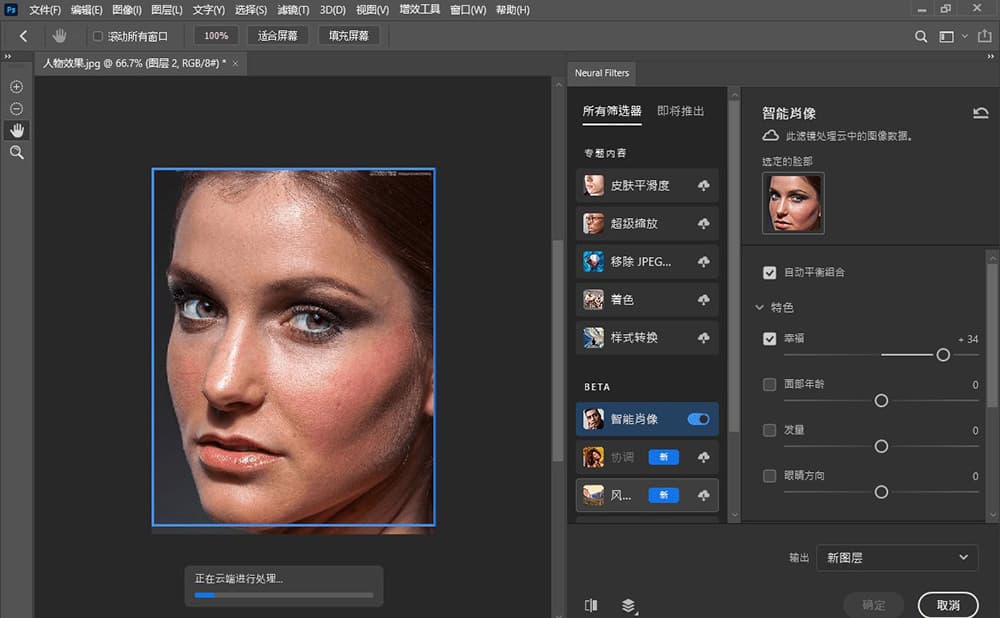 Ps 文件(F) 编辑(E) 图像(I) 图层(L) 文字(Y) 选择(S) 滤镜(T) 3D(D) 视图(V) 增效工具 窗口(W) 帮助(H)
滚动所有窗口 100% 适合屏幕 填充屏幕
人物效果.jpg @ 66.7% (图层 2, RGB/8#) * ×
正在云端进行处理...
Neural Filters
所有筛选器 即将推出
专题内容
皮肤平滑度
超级缩放
移除 JPEG...
着色
样式转换
BETA
智能肖像
协调 新
风... 新
智能肖像
此滤镜处理云中的图像数据。
选定的脸部
自动平衡组合
特色
幸福 + 34
面部年龄 0
发量 0
眼睛方向 0
输出 新图层
确定 取消